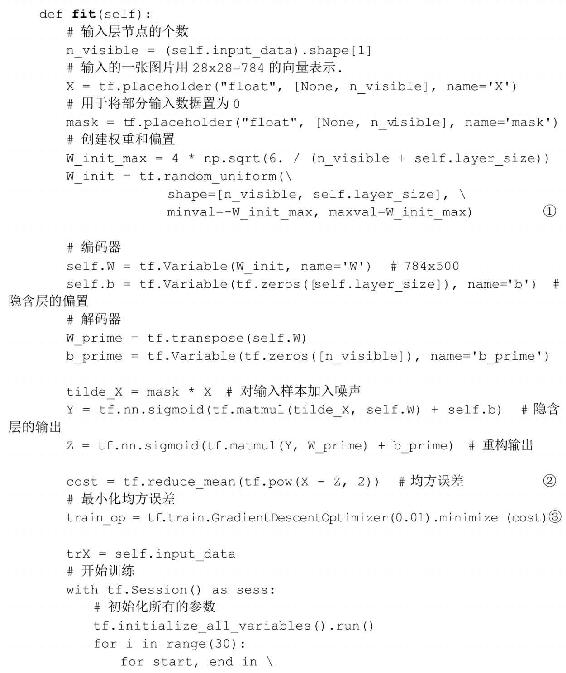 def fit(self):
# 输入层节点的个数
n_visible = (self.input_data).shape[1]
# 输入的一张图片用 28x28=784 的向量表示.
X = tf.placeholder("float", [None, n_visible], name='X')
# 用于将部分输入数据置为 0
mask = tf.placeholder("float", [None, n_visible], name='mask')
# 创建权重和偏置
W_init_max = 4 * np.sqrt(6. / (n_visible + self.layer_size))
W_init = tf.random_uniform(\
shape=[n_visible, self.layer_size], \
minval=-W_init_max, maxval=W_init_max) ①
# 编码器
self.W = tf.Variable(W_init, name='W') # 784x500
self.b = tf.Variable(tf.zeros([self.layer_size]), name='b') #
隐含层的偏置
# 解码器
W_prime = tf.transpose(self.W)
b_prime = tf.Variable(tf.zeros([n_visible]), name='b_prime')
tilde_X = mask * X # 对输入样本加入噪声
Y = tf.nn.sigmoid(tf.matmul(tilde_X, self.W) + self.b) # 隐含
层的输出
Z = tf.nn.sigmoid(tf.matmul(Y, W_prime) + b_prime) # 重构输出
cost = tf.reduce_mean(tf.pow(X - Z, 2)) # 均方误差 ②
# 最小化均方误差
train_op = tf.train.GradientDescentOptimizer(0.01).minimize (cost)③
trX = self.input_data
# 开始训练
with tf.Session() as sess:
# 初始化所有的参数
tf.initialize_all_variables().run()
for i in range(30):
for start, end in \